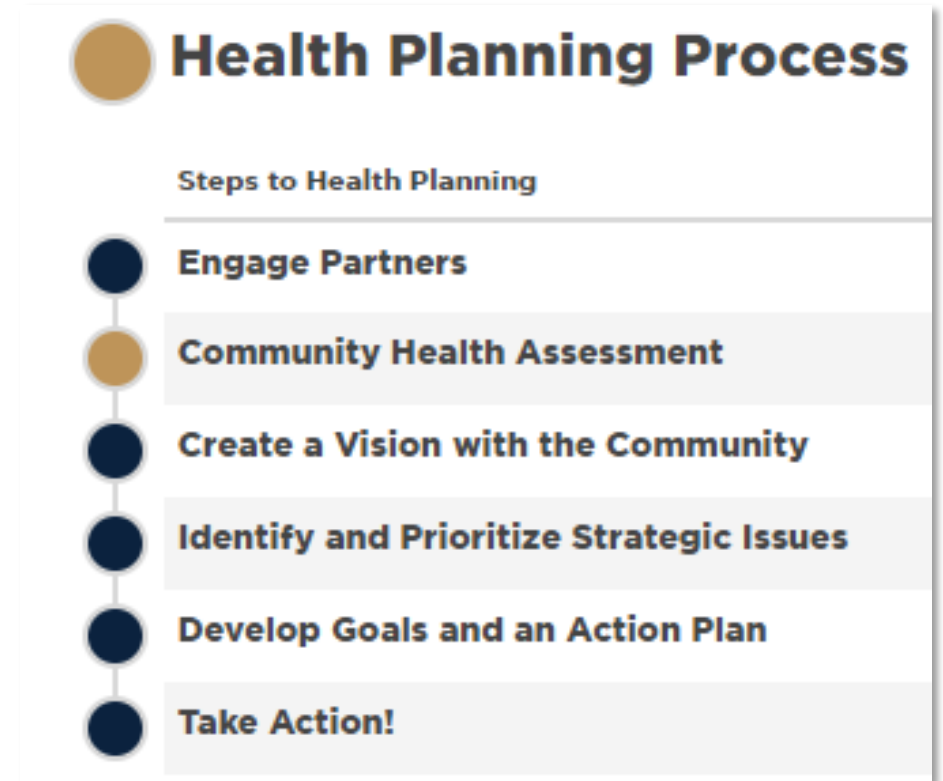 Health Planning Process
Steps to Health Planning
Engage Partners
Community Health Assessment
Create a Vision with the Community
Identify and Prioritize Strategic Issues
Develop Goals and an Action Plan
Take Action!